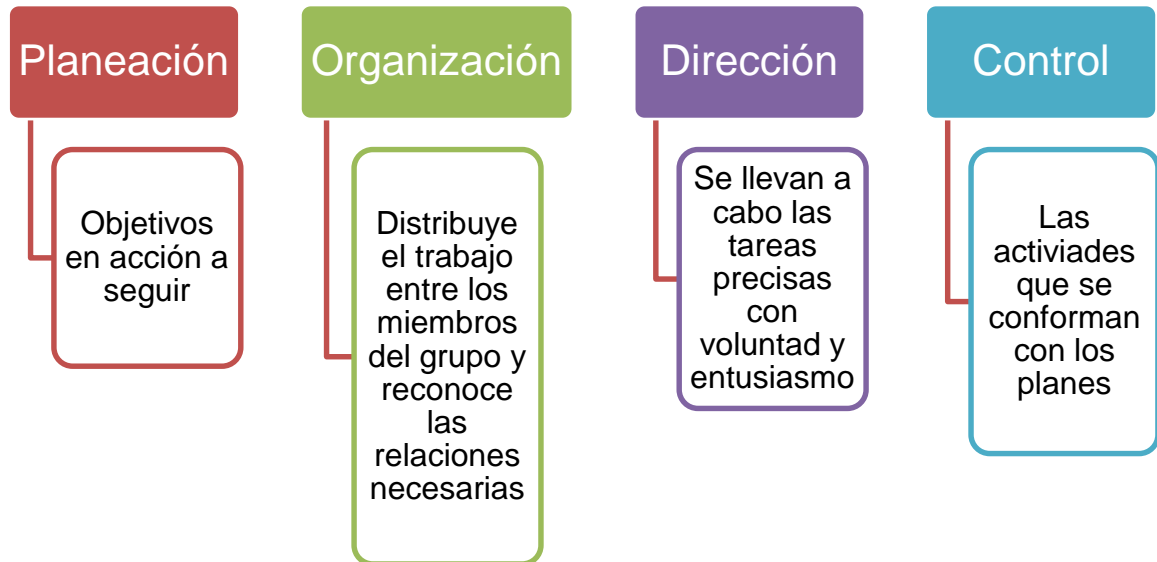 Planeación
Objetivos
en acción a
seguir
Organización
Distribuye
el trabajo
entre los
miembros
del grupo y
reconoce
las
relaciones
necesarias
Dirección
Se llevan a
cabo las
tareas
precisas
con
voluntad y
entusiasmo
Control
Las
activiades
que se
conforman
con los
planes